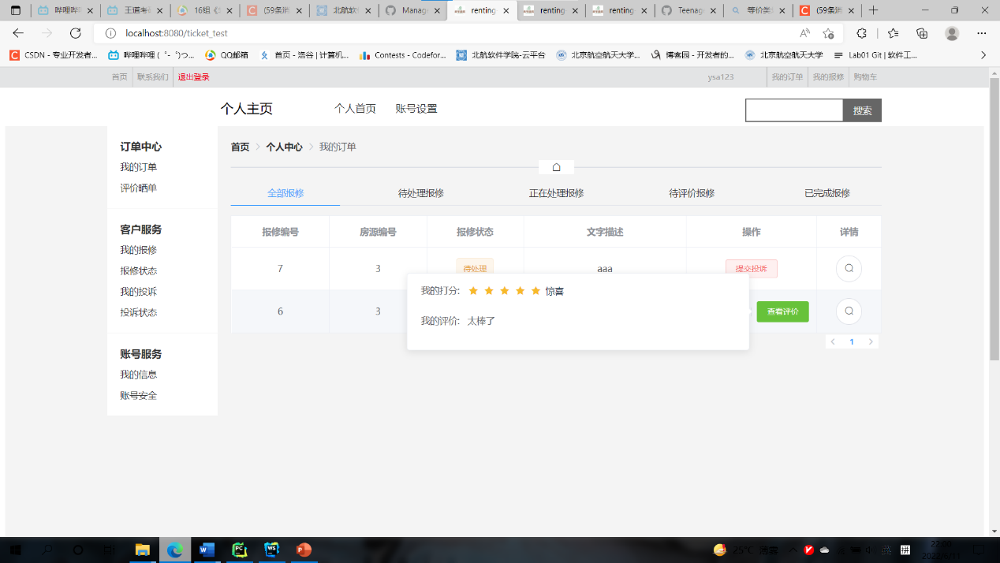 哔哩哔
王道考
16组《
(59条消
北航软
Manag
renting
renting
renting
Teenag
等价类
(59条消
localhost:8080/ticket_test
CSDN - 专业开发者...
哔哩哔哩 (゜-゜)つ...
QQ邮箱
首页 - 洛谷 | 计算机...
Contests - Codefor...
北航软件学院-云平台
北京航空航天大学...
博客园 - 开发者的...
北京航空航天大学
Lab01 Git | 软件工...
首页 联系我们 退出登录 ysa123 我的订单 我的报修 购物车
个人主页 个人首页 账号设置 搜索
订单中心
我的订单
评价晒单
客户服务
我的报修
报修状态
我的投诉
投诉状态
账号服务
我的信息
账号安全
首页 > 个人中心 > 我的订单
全部报修 待处理报修 正在处理报修 待评价报修 已完成报修
报修编号 房源编号 报修状态 文字描述 操作 详情
7 3 待处理 aaa 提交投诉
6 3 查看评价
我的打分: 惊喜
我的评价: 太棒了
1
25°C 薄雾
英
拼
22:00